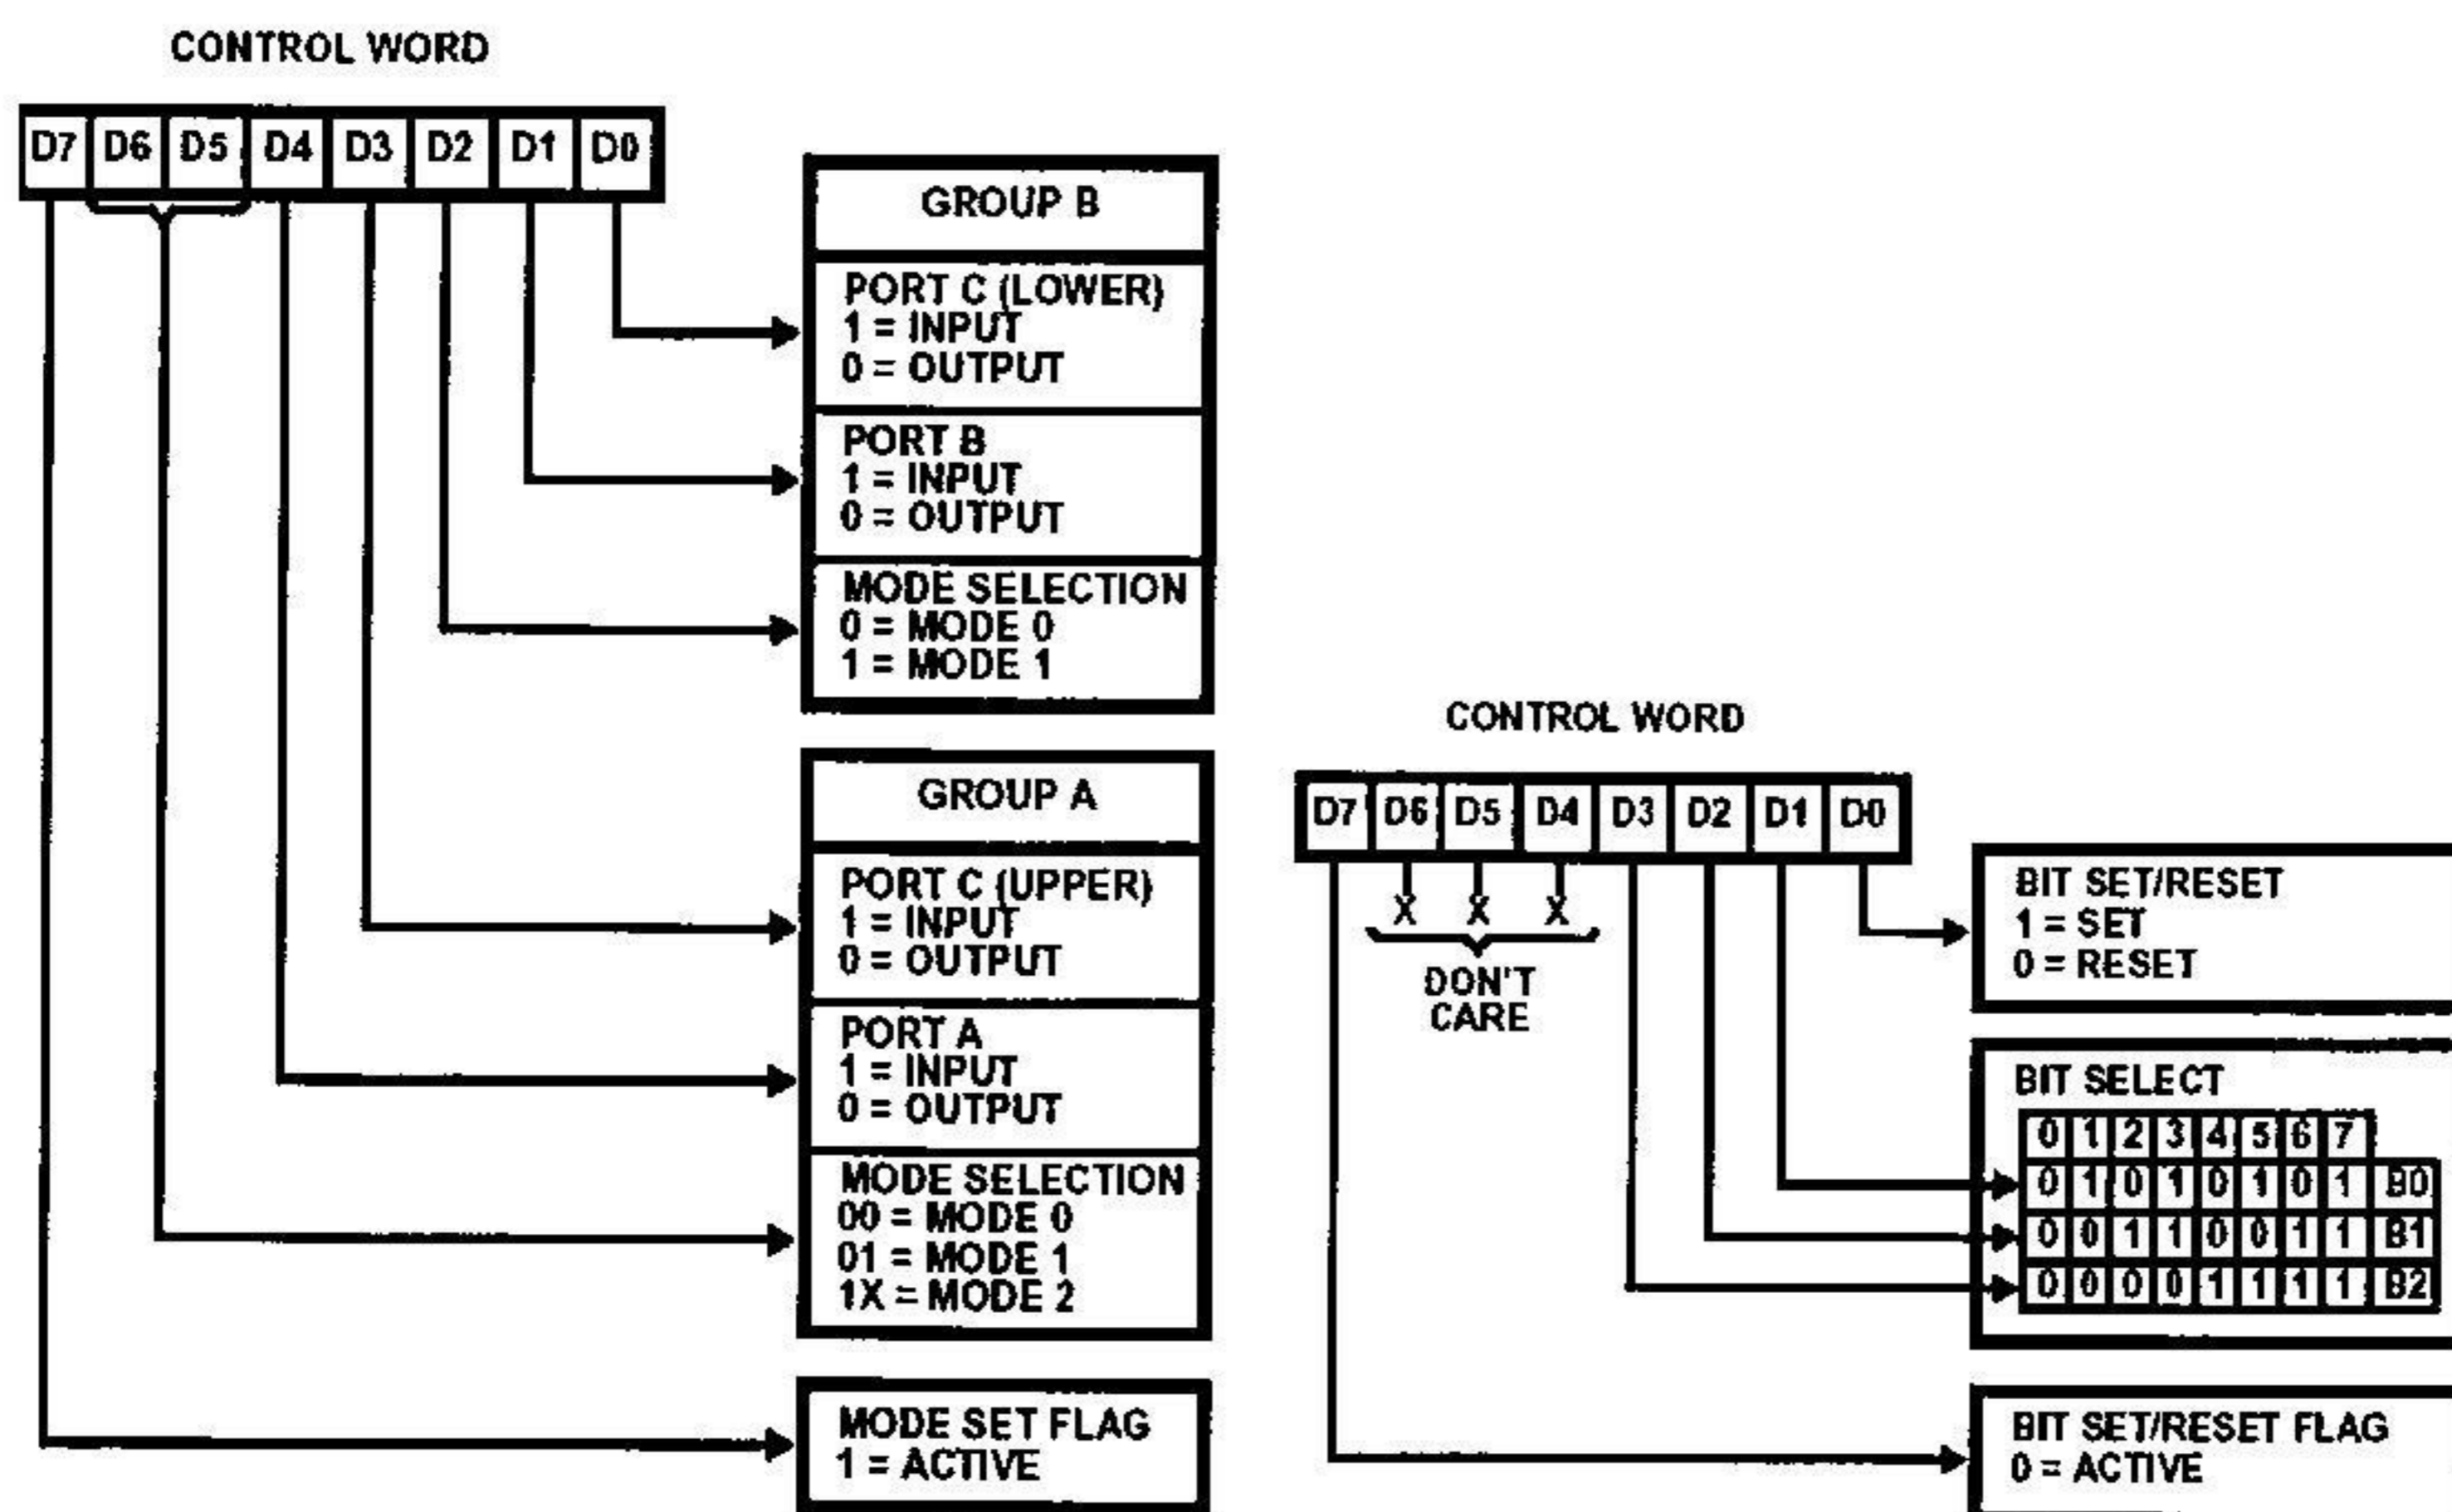 CONTROL WORD
D7 D6 D5 D4 D3 D2 D1 D0
GROUP B
PORT C (LOWER)
1 = INPUT
0 = OUTPUT
PORT B
1 = INPUT
0 = OUTPUT
MODE SELECTION
0 = MODE 0
1 = MODE 1
GROUP A
PORT C (UPPER)
1 = INPUT
0 = OUTPUT
PORT A
1 = INPUT
0 = OUTPUT
MODE SELECTION
00 = MODE 0
01 = MODE 1
1X = MODE 2
MODE SET FLAG
1 = ACTIVE
CONTROL WORD
D7 D6 D5 D4 D3 D2 D1 D0
X X X
DON'T
CARE
BIT SET/RESET
1 = SET
0 = RESET
BIT SELECT
0 1 2 3 4 5 6 7
0 1 0 1 0 1 0 1 B0
0 0 1 1 0 0 1 1 B1
0 0 0 0 1 1 1 1 B2
BIT SET/RESET FLAG
0 = ACTIVE